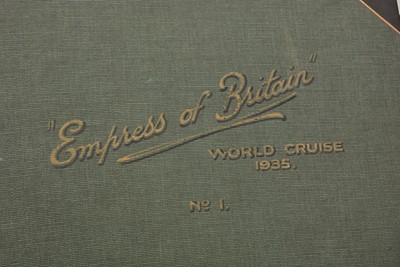 "Empress of Britain"
WORLD CRUISE
1935.
No 1.